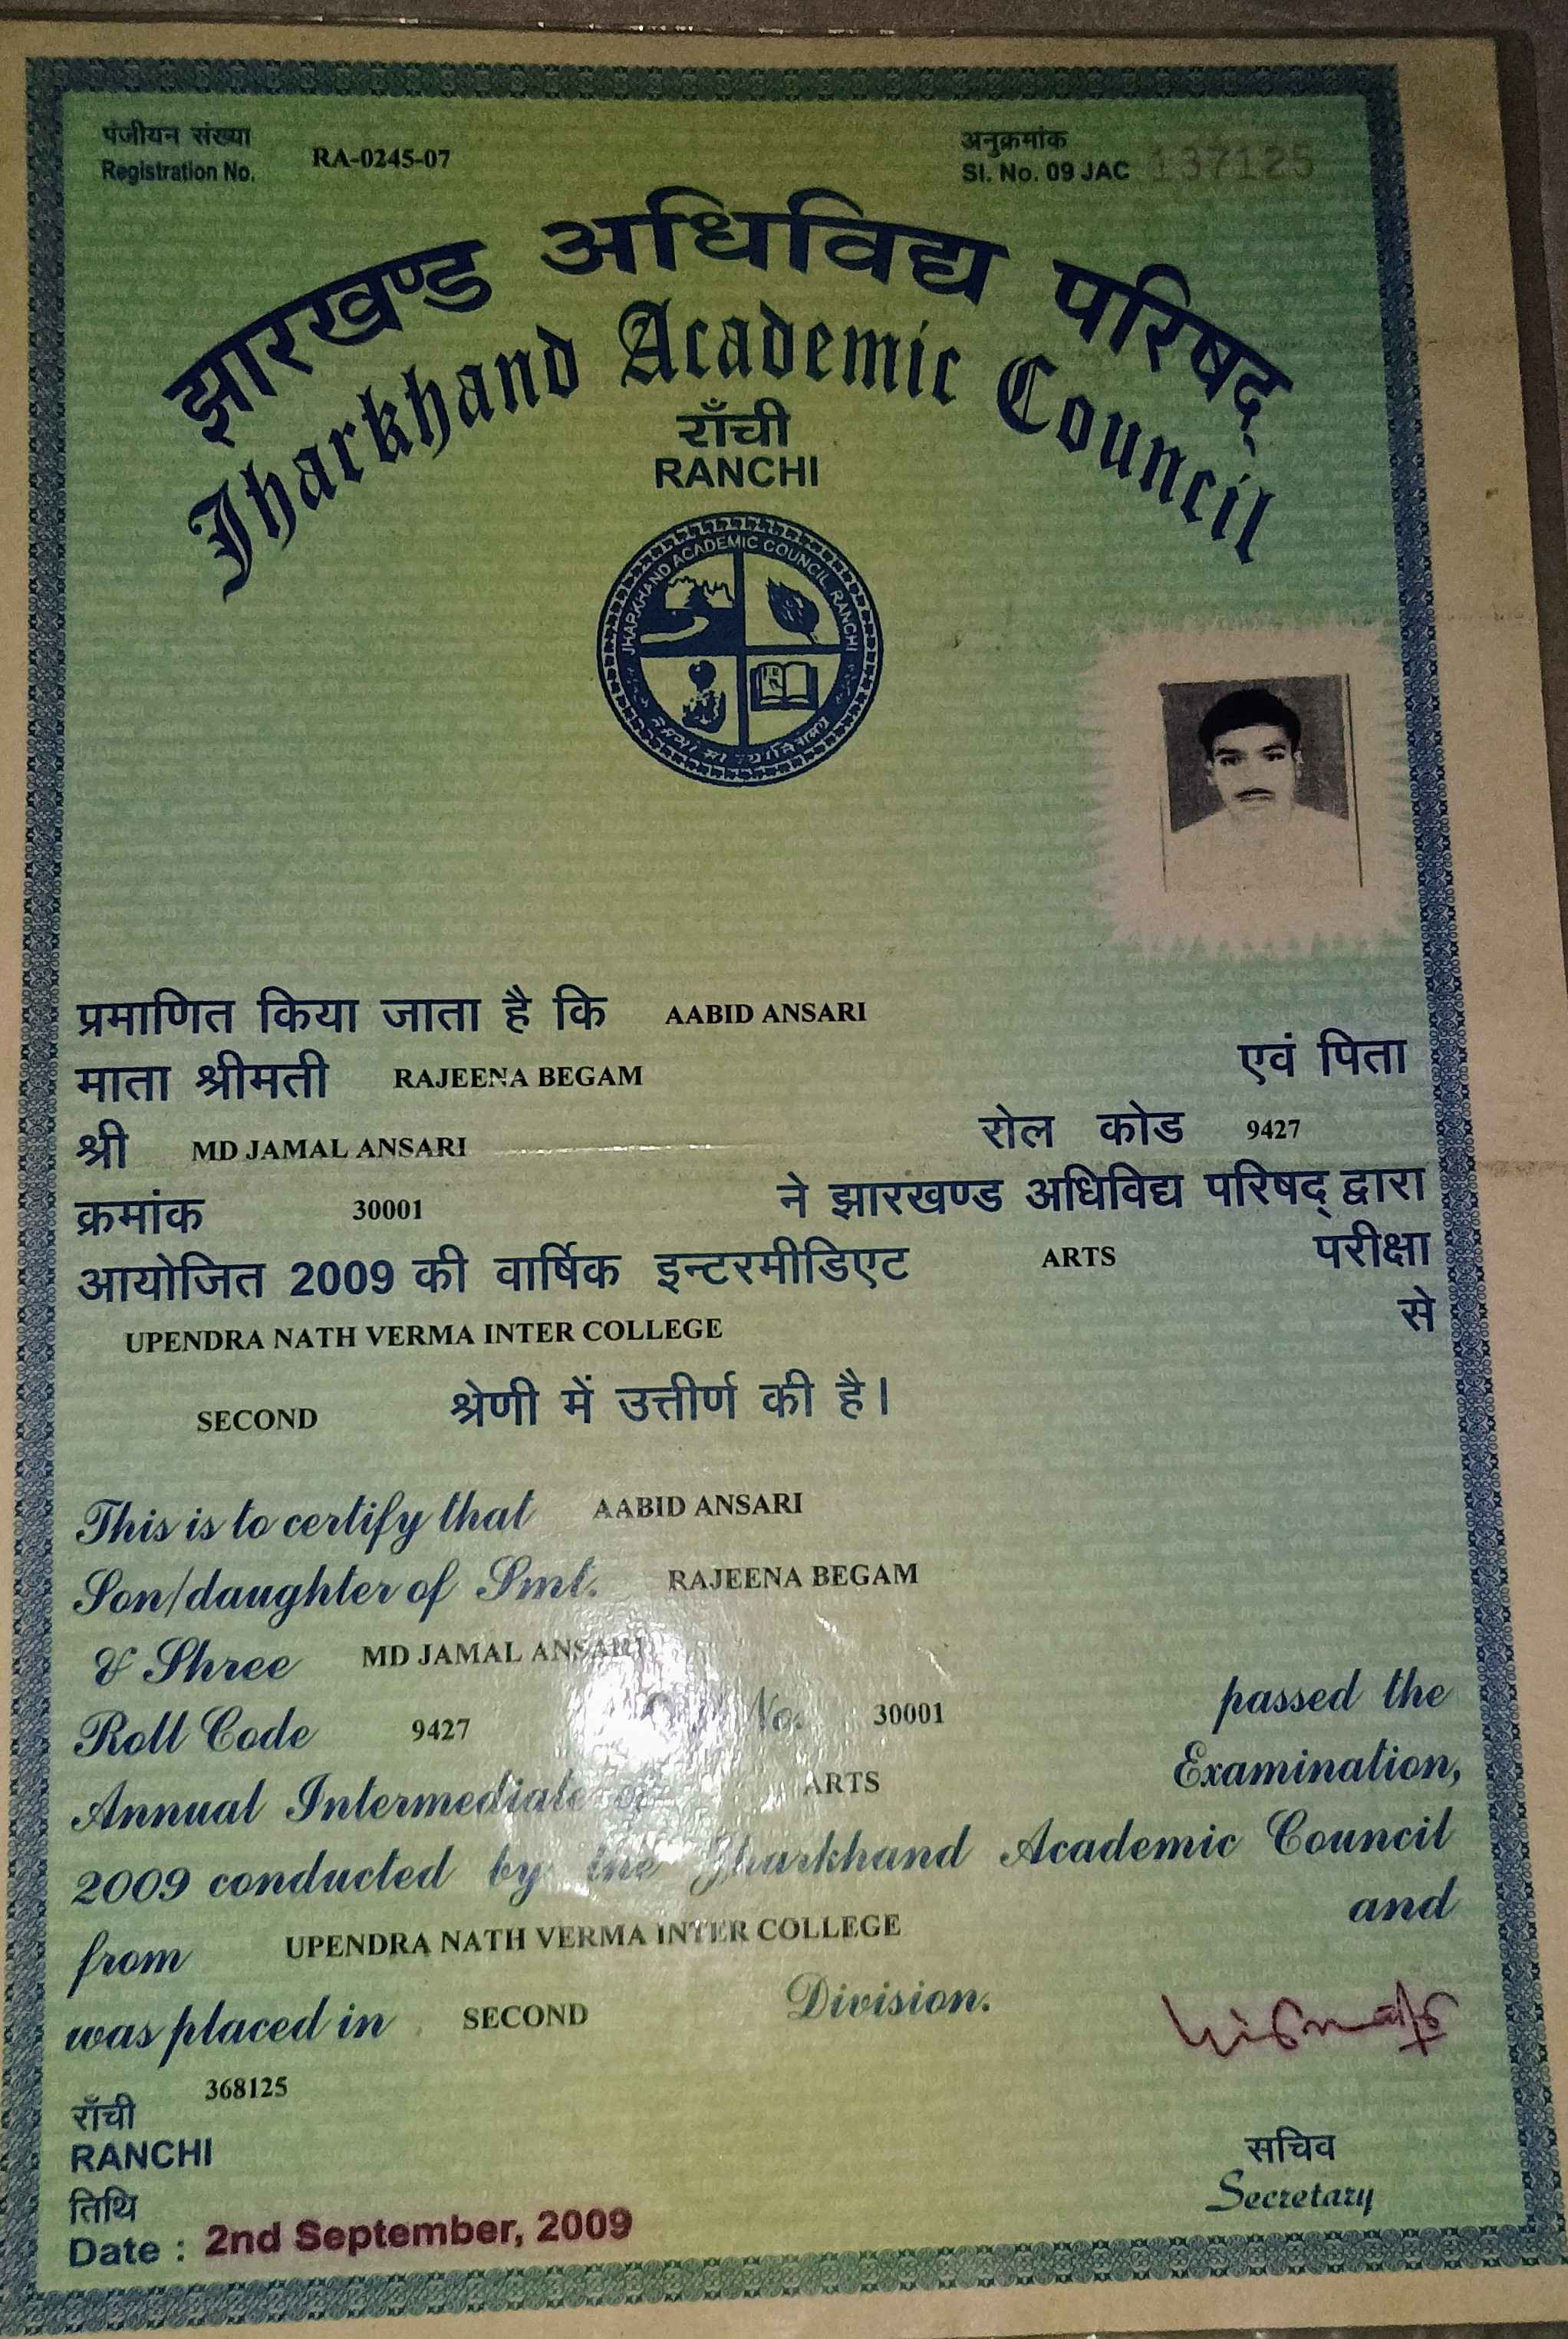 पंजीयन संख्या
Registration No. RA-0245-07
अनुक्रमांक
SI. No. 09 JAC 137125
झारखण्ड अधिविद्य परिषद्
Jharkhand Academic Council
राँची
RANCHI
JHARKHAND ACADEMIC COUNCIL, RANCHI
प्रमाणित किया जाता है कि AABID ANSARI
माता श्रीमती RAJEENA BEGAM एवं पिता
श्री MD JAMAL ANSARI रोल कोड 9427
क्रमांक 30001 ने झारखण्ड अधिविद्य परिषद् द्वारा
आयोजित 2009 की वार्षिक इन्टरमीडिएट ARTS परीक्षा
UPENDRA NATH VERMA INTER COLLEGE से
SECOND श्रेणी में उत्तीर्ण की है।
This is to certify that AABID ANSARI
Son/daughter of Smt. RAJEENA BEGAM
& Shree MD JAMAL ANSARI
Roll Code 9427 No. 30001 passed the
Annual Intermediate ARTS Examination,
2009 conducted by the Jharkhand Academic Council
from UPENDRA NATH VERMA INTER COLLEGE and
was placed in SECOND Division.
368125
राँची
RANCHI
तिथि
Date : 2nd September, 2009
सचिव
Secretary